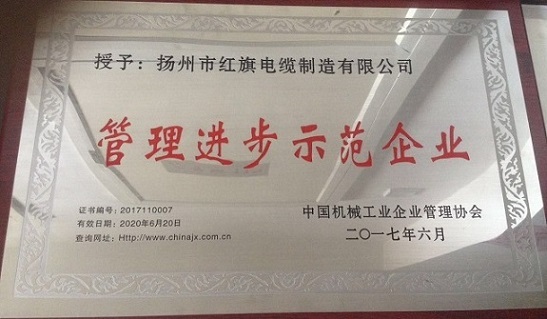 授予：扬州市红旗电缆制造有限公司
管理进步示范企业
证书编号：2017110007
有效日期：2020年6月20日
查询网址：Http://www.chinajx.com.cn
中国机械工业企业管理协会
二〇一七年六月